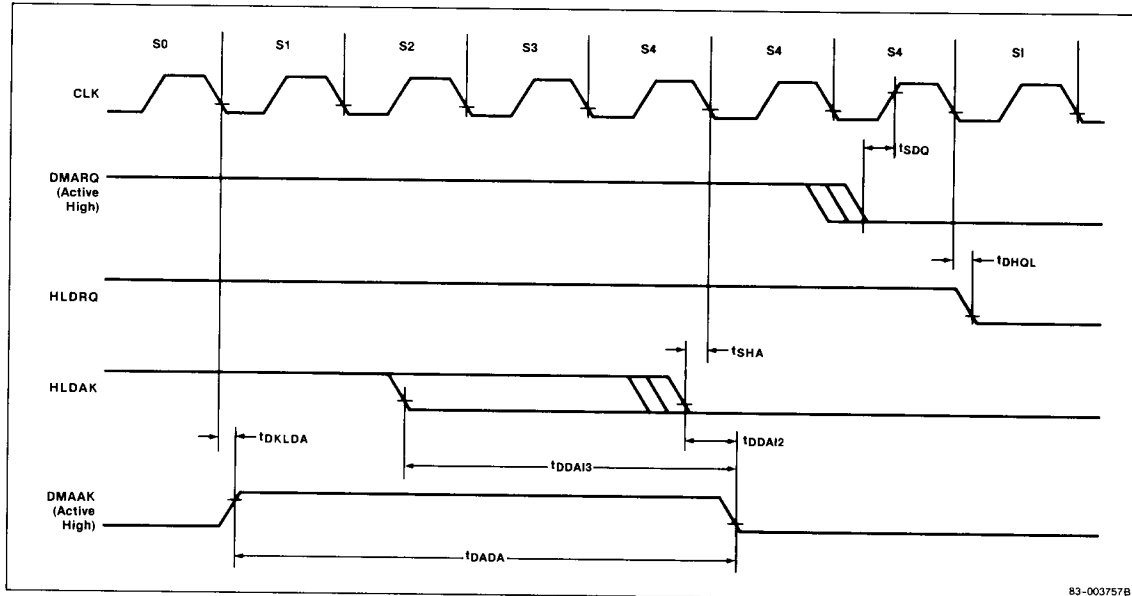 S0 S1 S2 S3 S4 S4 S4 SI
CLK
tSDQ
DMARQ
(Active
High)
tDHQL
HLDRQ
tSHA
HLDAK
tDKLDA
tDDAI2
tDDAI3
DMAAK
(Active
High)
tDADA
83-003757B